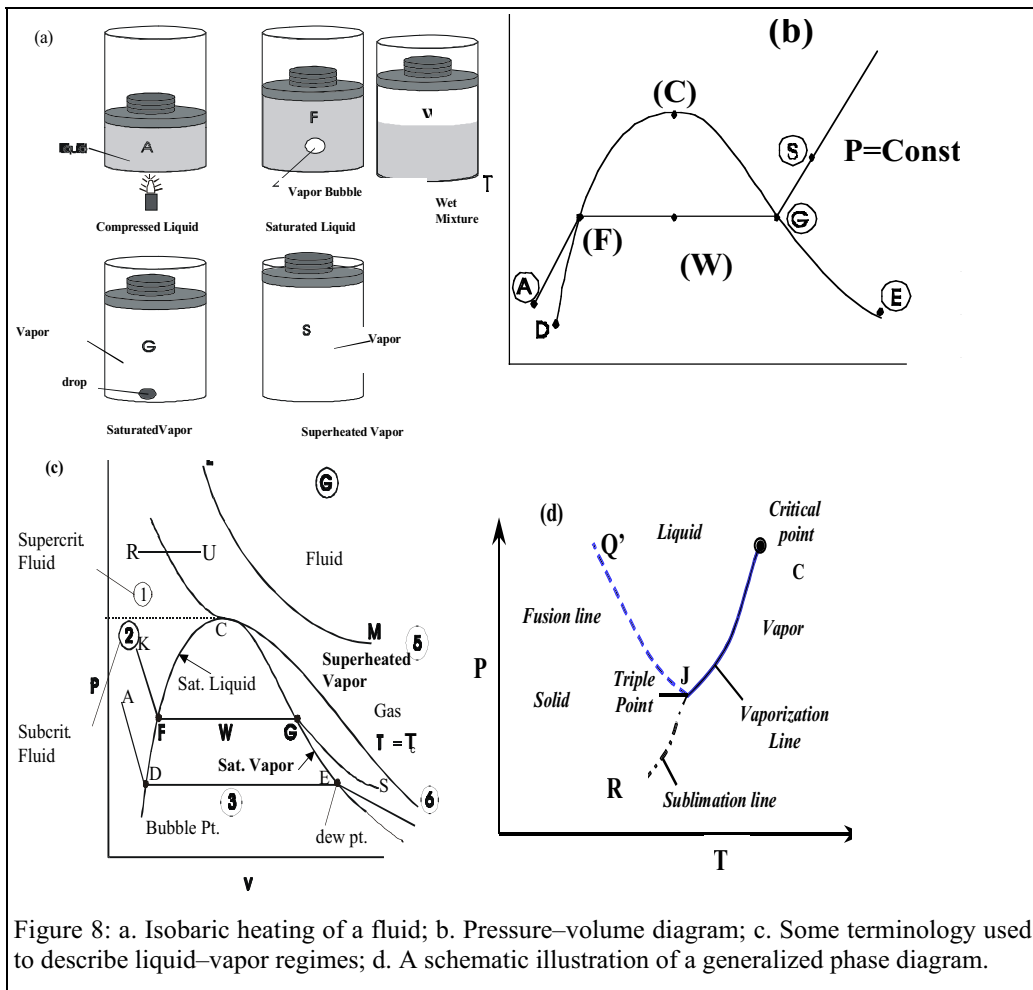 (a)
F
V
A
T
Vapor Bubble
Wet
Mixture
Compressed Liquid
Saturated Liquid
Vapor
G
S
Vapor
drop
SaturatedVapor
Superheated Vapor
(b)
(C)
S
P=Const
(F)
G
(W)
A
D
E
(c)
G
Supercrit.
Fluid
R
U
Fluid
1
C
M
5
2
K
Superheated
Vapor
P
Sat. Liquid
A
Gas
Subcrit.
Fluid
F
W
G
T = Tc
Sat. Vapor
D
E
S
3
6
Bubble Pt.
dew pt.
V
(d)
Liquid
Critical
point
Q’
C
Fusion line
Vapor
P
Triple
Point
J
Solid
Vaporization
Line
R
Sublimation line
T
Figure 8: a. Isobaric heating of a fluid; b. Pressure–volume diagram; c. Some terminology used
to describe liquid–vapor regimes; d. A schematic illustration of a generalized phase diagram.